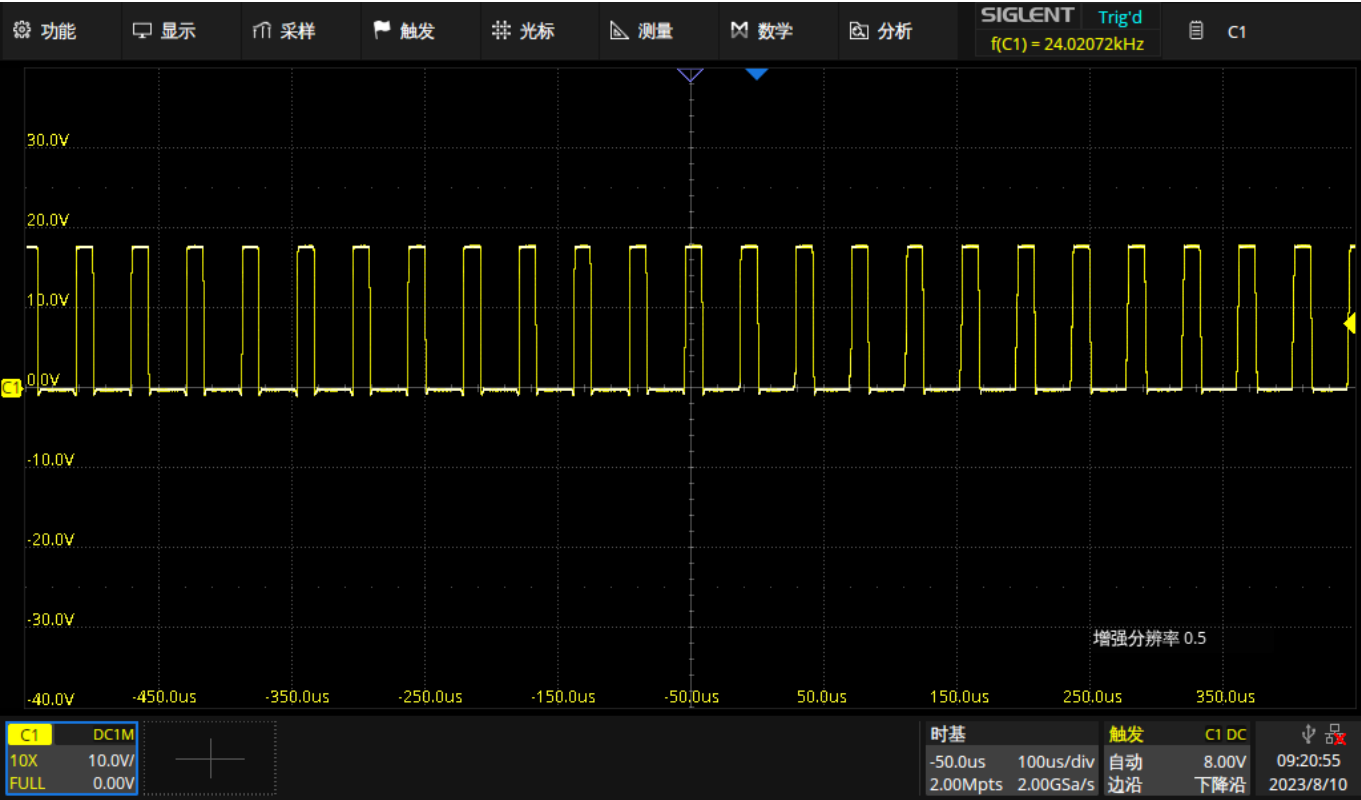 功能 显示 采样 触发 光标 测量 数学 分析 SIGLENT Trig'd C1
f(C1) = 24.02072kHz
30.0V
20.0V
10.0V
C1 0.0V
-10.0V
-20.0V
-30.0V
增强分辨率 0.5
-40.0V -450.0us -350.0us -250.0us -150.0us -50.0us 50.0us 150.0us 250.0us 350.0us
C1 DC1M 时基 触发 C1 DC
10X 10.0V/ -50.0us 100us/div 自动 8.00V 09:20:55
FULL 0.00V 2.00Mpts 2.00GSa/s 边沿 下降沿 2023/8/10